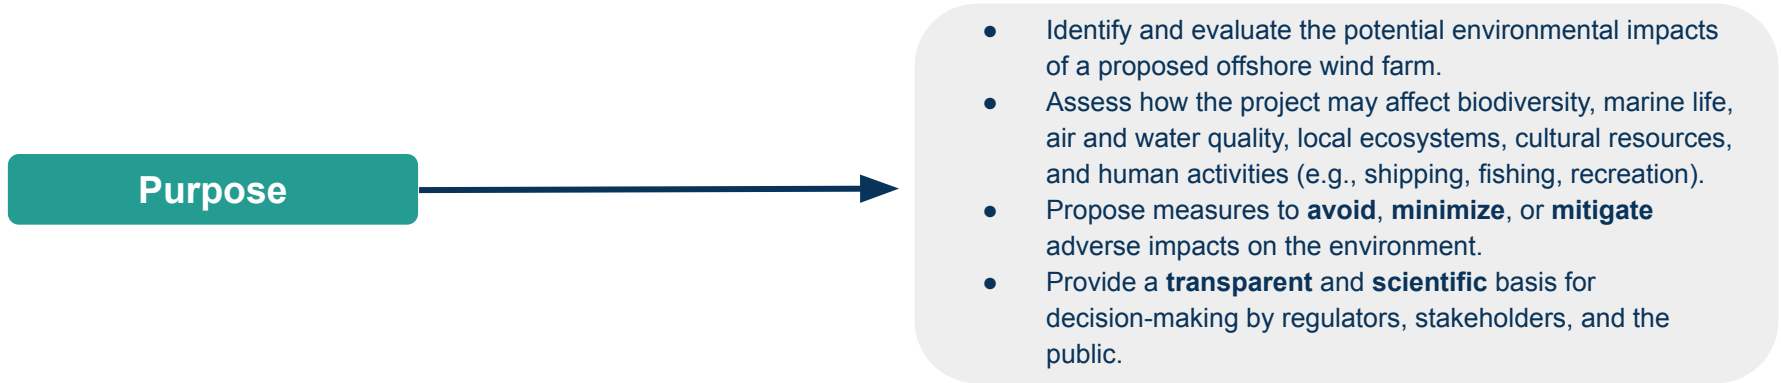 Purpose
● Identify and evaluate the potential environmental impacts
of a proposed offshore wind farm.
● Assess how the project may affect biodiversity, marine life,
air and water quality, local ecosystems, cultural resources,
and human activities (e.g., shipping, fishing, recreation).
● Propose measures to avoid, minimize, or mitigate
adverse impacts on the environment.
● Provide a transparent and scientific basis for
decision-making by regulators, stakeholders, and the
public.